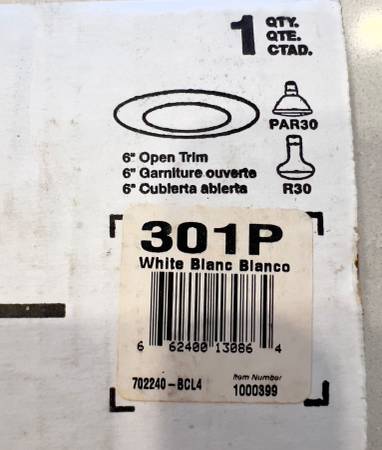 1 QTY.
QTE.
CTAD.
PAR30
6" Open Trim
6" Garniture ouverte
6" Cubierta abierta
R30
301P
White Blanc Blanco
6 62400 13086 4
702240-BCL4
Item Number
1000399